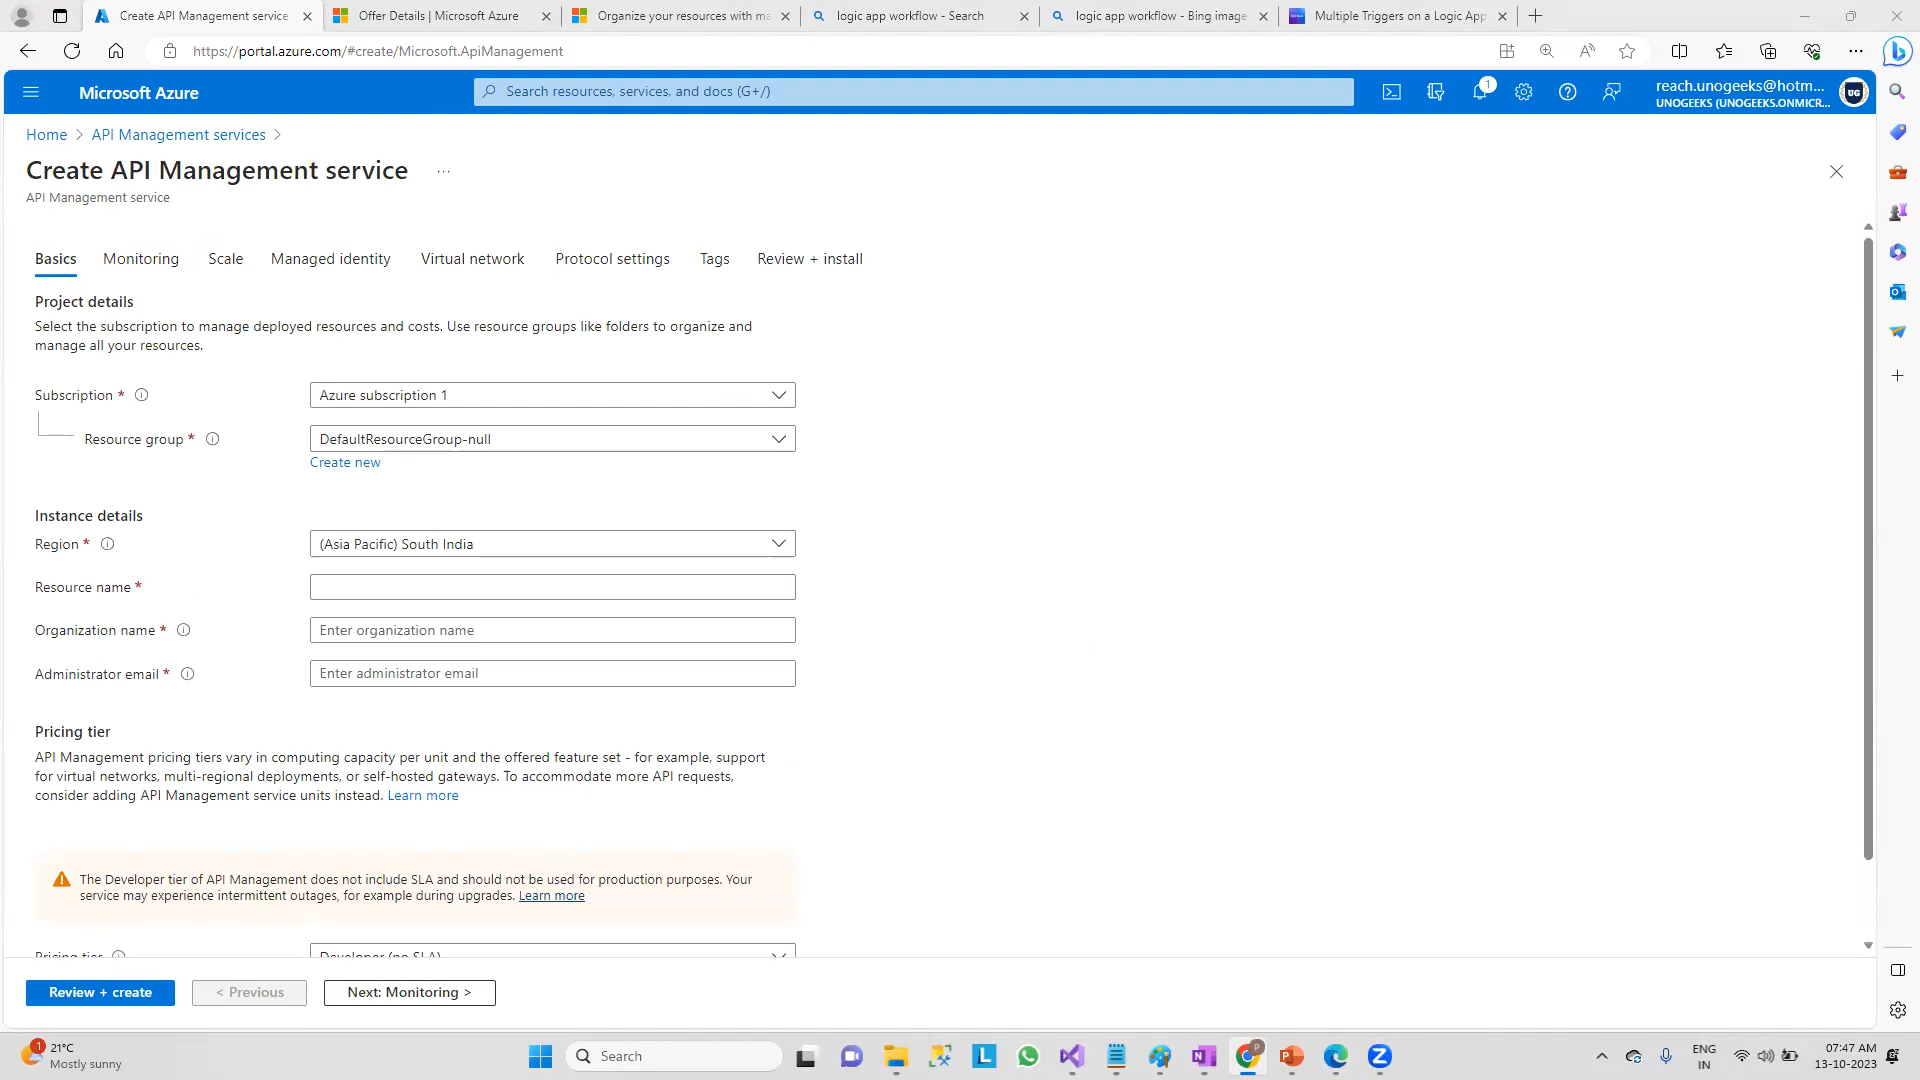 Create API Management service
Offer Details | Microsoft Azure
Organize your resources with ma
logic app workflow - Search
logic app workflow - Bing image
Multiple Triggers on a Logic App
https://portal.azure.com/#create/Microsoft.ApiManagement
Microsoft Azure
Search resources, services, and docs (G+/)
1
reach.unogeeks@hotm...
UNOGEEKS (UNOGEEKS.ONMICR...
UG
Home > API Management services >
Create API Management service ...
API Management service
Basics Monitoring Scale Managed identity Virtual network Protocol settings Tags Review + install
Project details
Select the subscription to manage deployed resources and costs. Use resource groups like folders to organize and
manage all your resources.
Subscription * Azure subscription 1
Resource group * DefaultResourceGroup-null
Create new
Instance details
Region * (Asia Pacific) South India
Resource name *
Organization name * Enter organization name
Administrator email * Enter administrator email
Pricing tier
API Management pricing tiers vary in computing capacity per unit and the offered feature set - for example, support
for virtual networks, multi-regional deployments, or self-hosted gateways. To accommodate more API requests,
consider adding API Management service units instead. Learn more
The Developer tier of API Management does not include SLA and should not be used for production purposes. Your
service may experience intermittent outages, for example during upgrades. Learn more
Pricing tier Developer (no SLA)
Review + create < Previous Next: Monitoring >
1
21°C
Mostly sunny
Search
ENG
IN
07:47 AM
13-10-2023